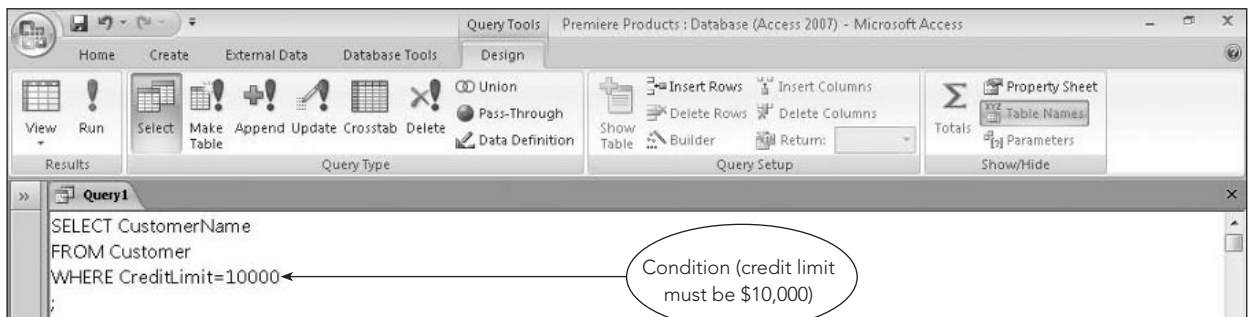 Query Tools Premiere Products : Database (Access 2007) - Microsoft Access
Home Create External Data Database Tools Design
View
Run
Results
Select
Make Table
Append
Update
Crosstab
Delete
Union
Pass-Through
Data Definition
Query Type
Show Table
Insert Rows
Delete Rows
Builder
Insert Columns
Delete Columns
Return:
Query Setup
Totals
Property Sheet
Table Names
Parameters
Show/Hide
Query1
SELECT CustomerName
FROM Customer
WHERE CreditLimit=10000
;
Condition (credit limit
must be $10,000)